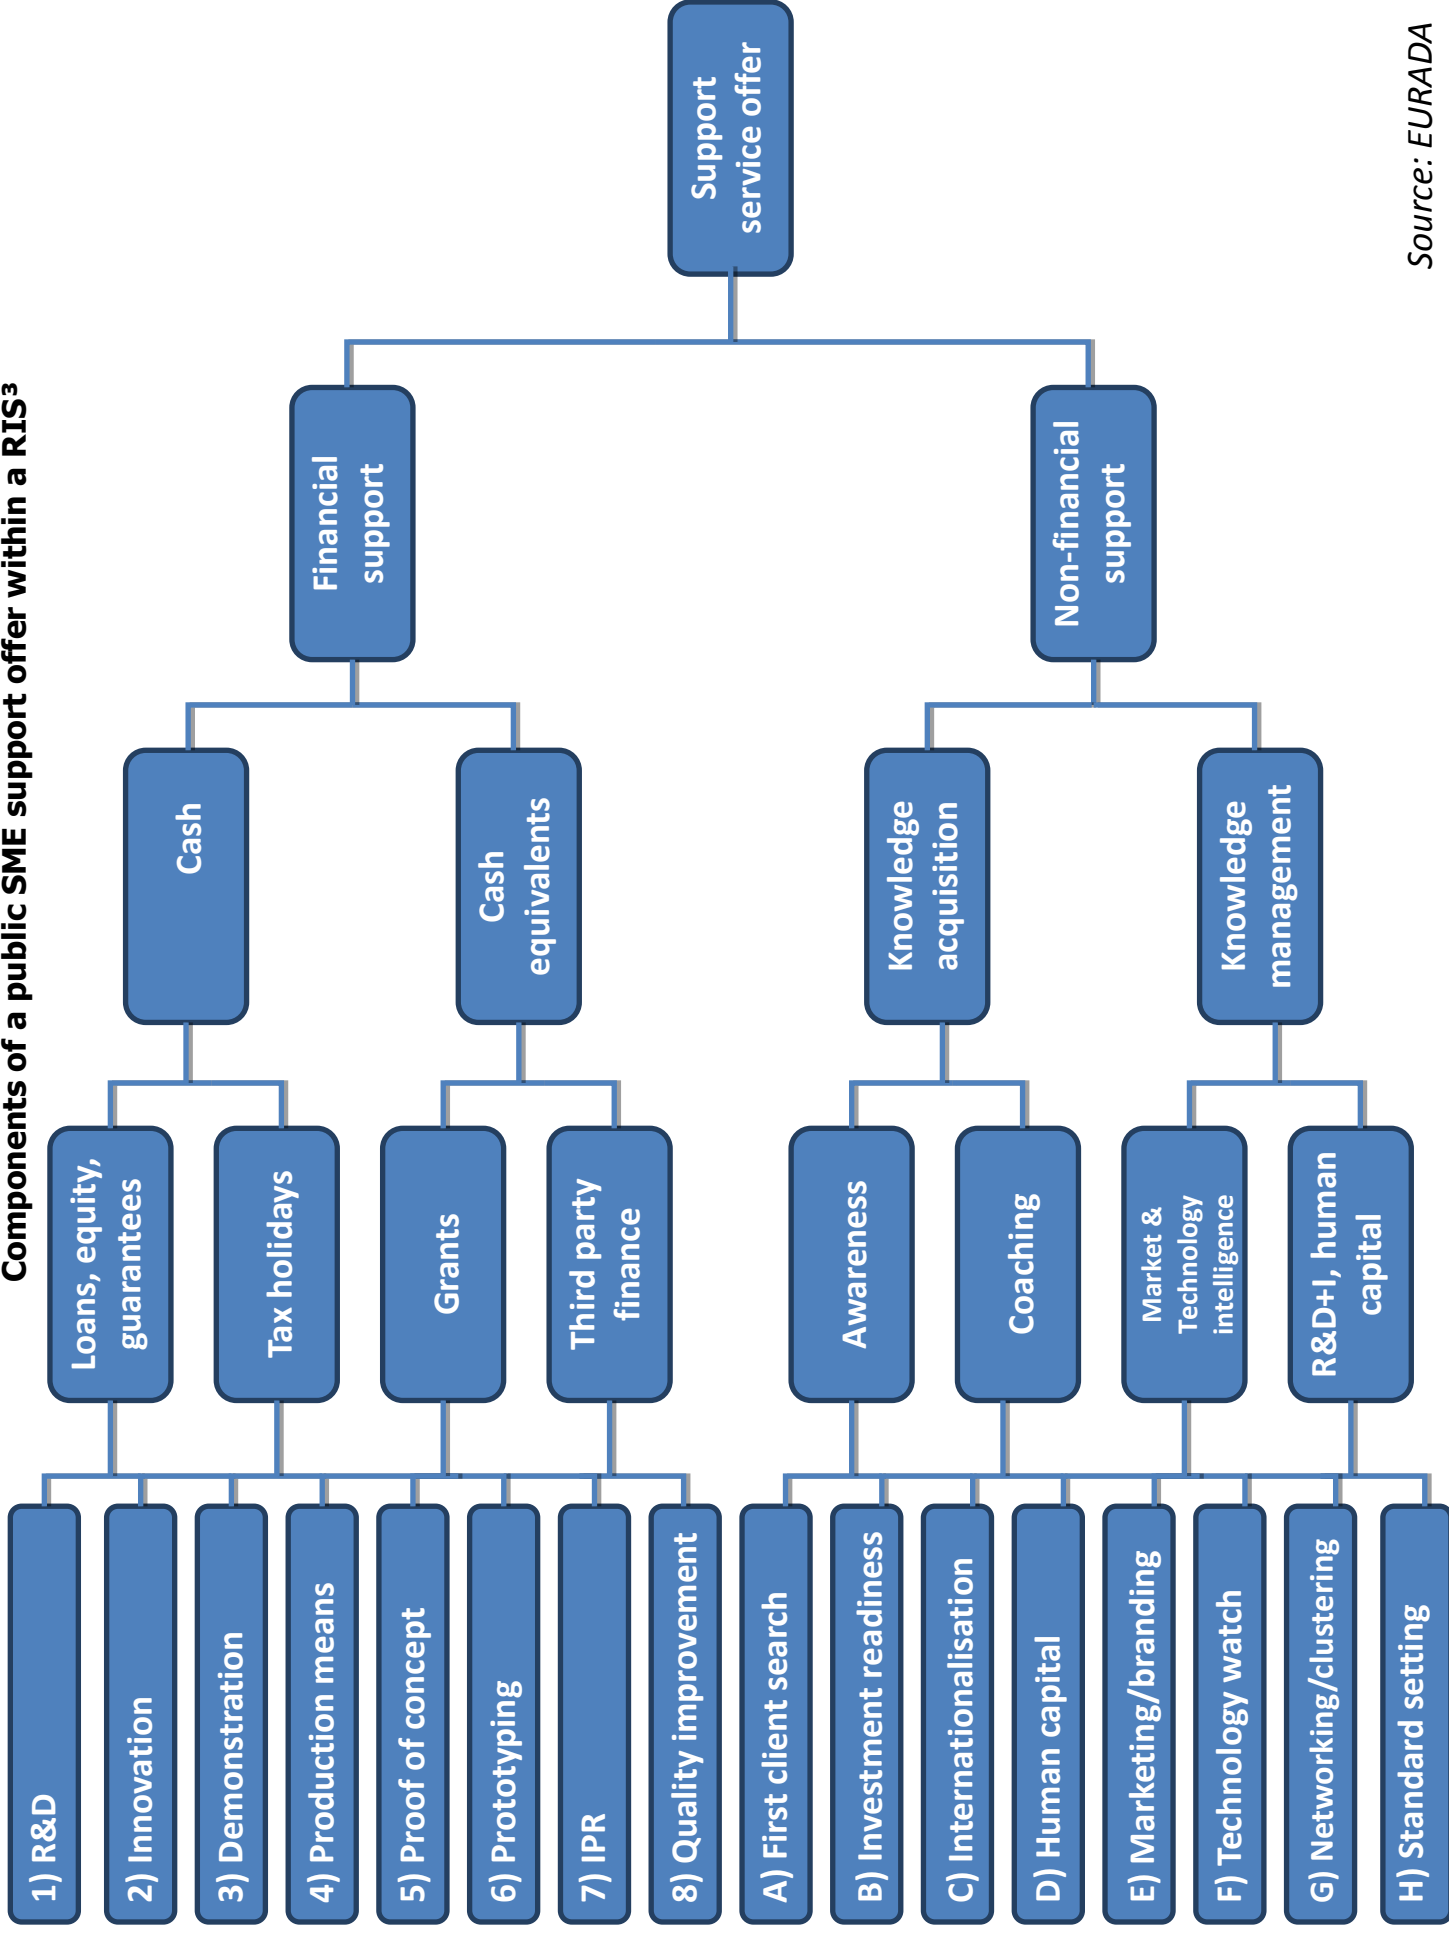 Components of a public SME support offer within a RIS³
1) R&D
2) Innovation
3) Demonstration
4) Production means
5) Proof of concept
6) Prototyping
7) IPR
8) Quality improvement
A) First client search
B) Investment readiness
C) Internationalisation
D) Human capital
E) Marketing/branding
F) Technology watch
G) Networking/clustering
H) Standard setting
Loans, equity,
guarantees
Tax holidays
Grants
Third party
finance
Awareness
Coaching
Market &
Technology
intelligence
R&D+I, human
capital
Cash
Cash
equivalents
Knowledge
acquisition
Knowledge
management
Financial
support
Non-financial
support
Support
service offer
Source: EURADA